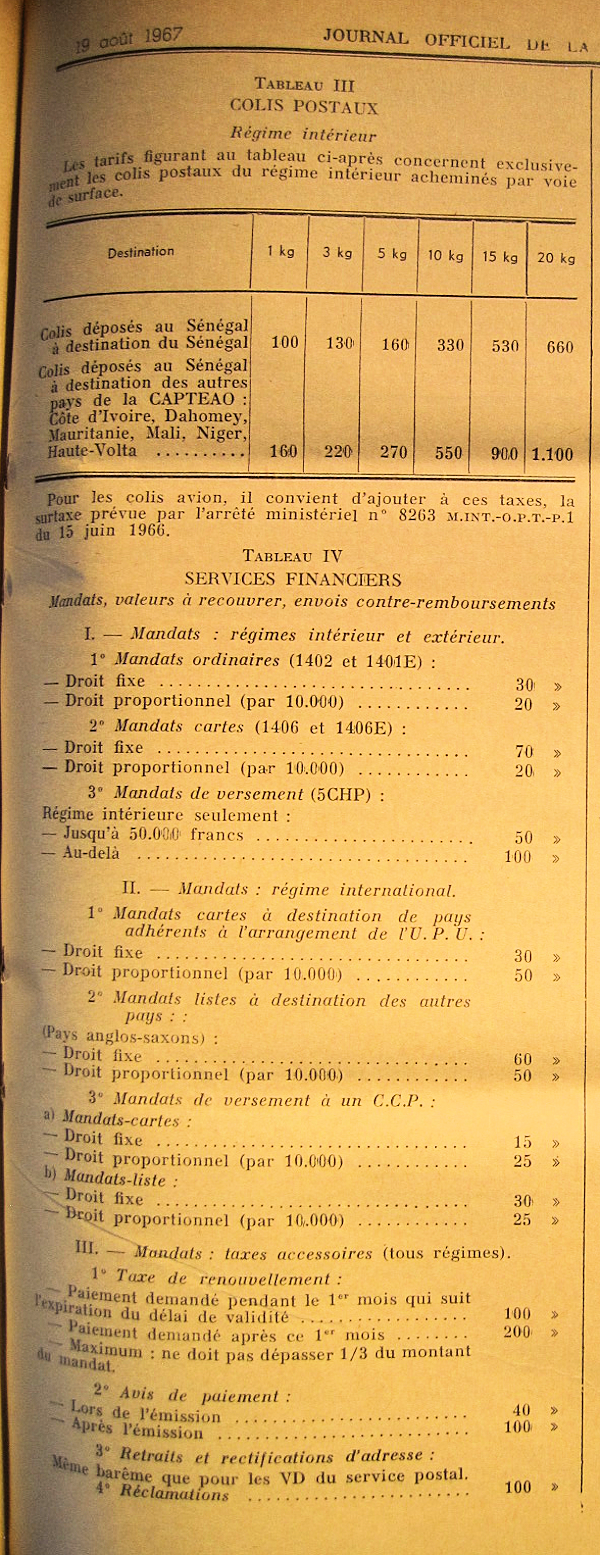 19 août 1967 JOURNAL OFFICIEL DE LA
TABLEAU III
COLIS POSTAUX
Régime intérieur
Les tarifs figurant au tableau ci-après concernent exclusive-
ment les colis postaux du régime intérieur acheminés par voie
de surface.
Destination 1 kg 3 kg 5 kg 10 kg 15 kg 20 kg
Colis déposés au Sénégal
à destination du Sénégal 100 130 160 330 530 660
Colis déposés au Sénégal
à destination des autres
pays de la CAPTEAO :
Côte d'Ivoire, Dahomey,
Mauritanie, Mali, Niger,
Haute-Volta .......... 160 220 270 550 900 1.100
Pour les colis avion, il convient d'ajouter à ces taxes, la
surtaxe prévue par l'arrêté ministériel n° 8263 M.INT.-O.P.T.-P.1
du 15 juin 1966.
TABLEAU IV
SERVICES FINANCIERS
Mandats, valeurs à recouvrer, envois contre-remboursements
I. — Mandats : régimes intérieur et extérieur.
1° Mandats ordinaires (1402 et 1401E) :
— Droit fixe .................................. 30 »
— Droit proportionnel (par 10.000) ............ 20 »
2° Mandats cartes (1406 et 1406E) :
— Droit fixe .................................. 70 »
— Droit proportionnel (par 10.000) ............ 20 »
3° Mandats de versement (5CHP) :
Régime intérieure seulement :
— Jusqu'à 50.000 francs ....................... 50 »
— Au-delà .................................... 100 »
II. — Mandats : régime international.
1° Mandats cartes à destination de pays
adhérents à l'arrangement de l'U.P.U. :
— Droit fixe .................................. 30 »
— Droit proportionnel (par 10.000) ............ 50 »
2° Mandats listes à destination des autres
pays : :
(Pays anglos-saxons) :
— Droit fixe .................................. 60 »
— Droit proportionnel (par 10.000) ............ 50 »
3° Mandats de versement à un C.C.P. :
a) Mandats-cartes :
— Droit fixe .................................. 15 »
— Droit proportionnel (par 10.000) ............ 25 »
b) Mandats-liste :
— Droit fixe .................................. 30 »
— Droit proportionnel (par 10.000) ............ 25 »
III. — Mandats : taxes accessoires (tous régimes).
1° Taxe de renouvellement :
— Paiement demandé pendant le 1er mois qui suit
l'expiration du délai de validité .................. 100 »
— Paiement demandé après ce 1er mois ........ 200 »
— Maximum : ne doit pas dépasser 1/3 du montant
du mandat.
2° Avis de paiement :
— Lors de l'émission .......................... 40 »
— Après l'émission ........................... 100 »
3° Retraits et rectifications d'adresse :
Même barême que pour les VD du service postal.
4° Réclamations ........................ 100 »